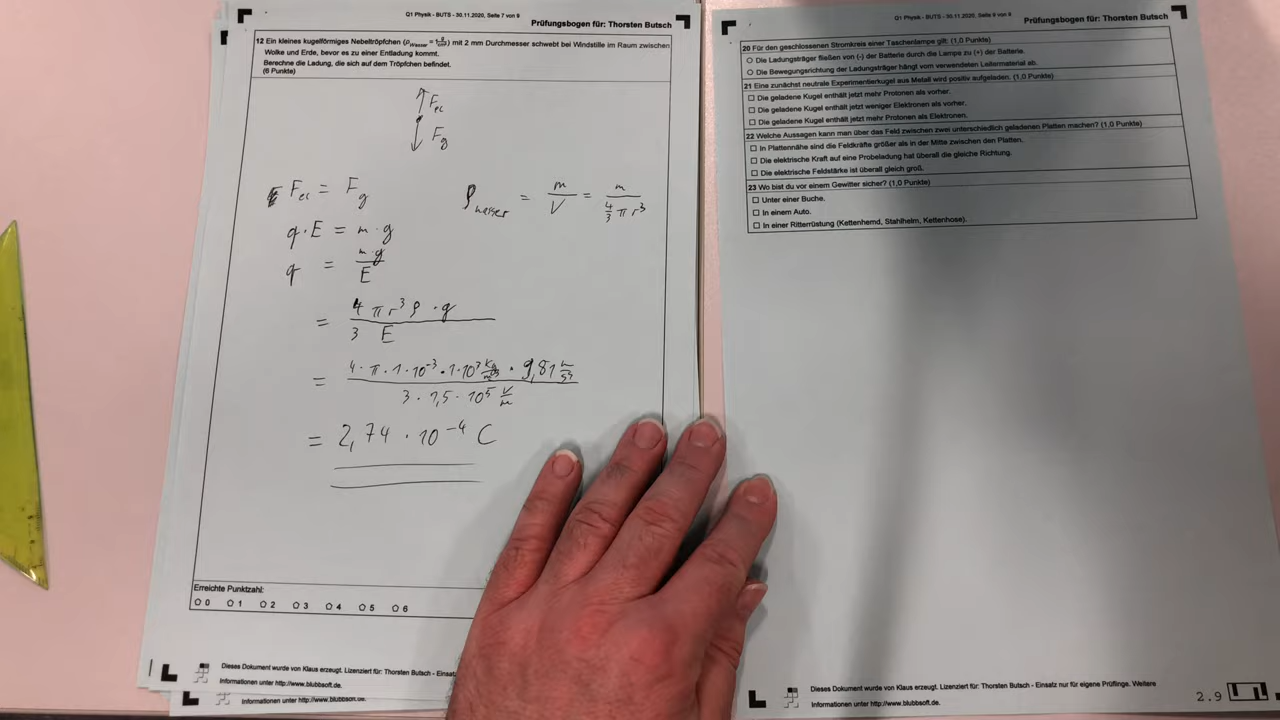 Q1 Physik - BUTS - 30.11.2020, Seite 7 von 9
Prüfungsbogen für: Thorsten Butsch
12 Ein kleines kugelförmiges Nebeltröpfchen (ρWasser = 1 g/cm³) mit 2 mm Durchmesser schwebt bei Windstille im Raum zwischen
Wolke und Erde, bevor es zu einer Entladung kommt.
Berechne die Ladung, die sich auf dem Tröpfchen befindet.
(6 Punkte)
F_el
F_g
F_el = F_g
ρ_wasser = m/V = m/(4/3 π r³)
q · E = m · g
q = m·g/E
= 4 π r³ ρ · g / 3 E
= 4 · π · 1 · 10⁻³ · 1·10³ kg/m³ · 9,81 m/s² / 3 · 1,5 · 10⁵ V/m
= 2,74 · 10⁻⁴ C
Erreichte Punktzahl:
0 1 2 3 4 5 6
Dieses Dokument wurde von Klaus erzeugt. Lizenziert für: Thorsten Butsch - Einsatz
Informationen unter http://www.blubbsoft.de.
Informationen unter http://www.blubbsoft.de.
Q1 Physik - BUTS - 30.11.2020, Seite 9 von 9
Prüfungsbogen für: Thorsten Butsch
20 Für den geschlossenen Stromkreis einer Taschenlampe gilt: (1,0 Punkte)
Die Ladungsträger fließen von (-) der Batterie durch die Lampe zu (+) der Batterie.
Die Bewegungsrichtung der Ladungsträger hängt vom verwendeten Leitermaterial ab.
21 Eine zunächst neutrale Experimentierkugel aus Metall wird positiv aufgeladen. (1,0 Punkte)
Die geladene Kugel enthält jetzt mehr Protonen als vorher.
Die geladene Kugel enthält jetzt weniger Elektronen als vorher.
Die geladene Kugel enthält jetzt mehr Protonen als Elektronen.
22 Welche Aussagen kann man über das Feld zwischen zwei unterschiedlich geladenen Platten machen? (1,0 Punkte)
In Plattennähe sind die Feldkräfte größer als in der Mitte zwischen den Platten.
Die elektrische Kraft auf eine Probeladung hat überall die gleiche Richtung.
Die elektrische Feldstärke ist überall gleich groß.
23 Wo bist du vor einem Gewitter sicher? (1,0 Punkte)
Unter einer Buche.
In einem Auto.
In einer Ritterrüstung (Kettenhemd, Stahlhelm, Kettenhose).
Dieses Dokument wurde von Klaus erzeugt. Lizenziert für: Thorsten Butsch - Einsatz nur für eigene Prüflinge. Weitere
Informationen unter http://www.blubbsoft.de.
2.9